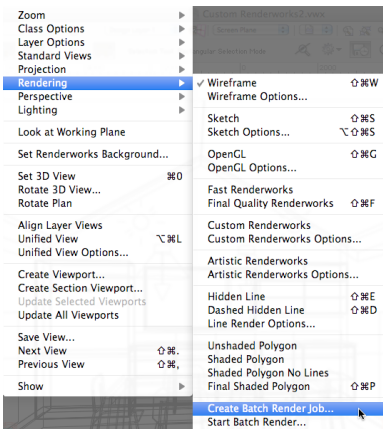 Zoom
Class Options
Layer Options
Standard Views
Projection
Rendering
Perspective
Lighting
Look at Working Plane
Set Renderworks Background...
Set 3D View ⌘0
Rotate 3D View...
Rotate Plan
Align Layer Views
Unified View ⌥⌘L
Unified View Options...
Create Viewport...
Create Section Viewport...
Update Selected Viewports
Update All Viewports
Save View...
Next View ⇧⌘.
Previous View ⇧⌘,
Show
Custom Renderworks2.vwx
Screen Plane
✓ Wireframe ⇧⌘W
Wireframe Options...
Sketch ⇧⌘S
Sketch Options... ⌥⇧⌘S
OpenGL ⇧⌘G
OpenGL Options...
Fast Renderworks
Final Quality Renderworks ⇧⌘F
Custom Renderworks
Custom Renderworks Options...
Artistic Renderworks
Artistic Renderworks Options...
Hidden Line ⇧⌘E
Dashed Hidden Line ⇧⌘D
Line Render Options...
Unshaded Polygon
Shaded Polygon
Shaded Polygon No Lines
Final Shaded Polygon ⇧⌘P
Create Batch Render Job...
Start Batch Render...